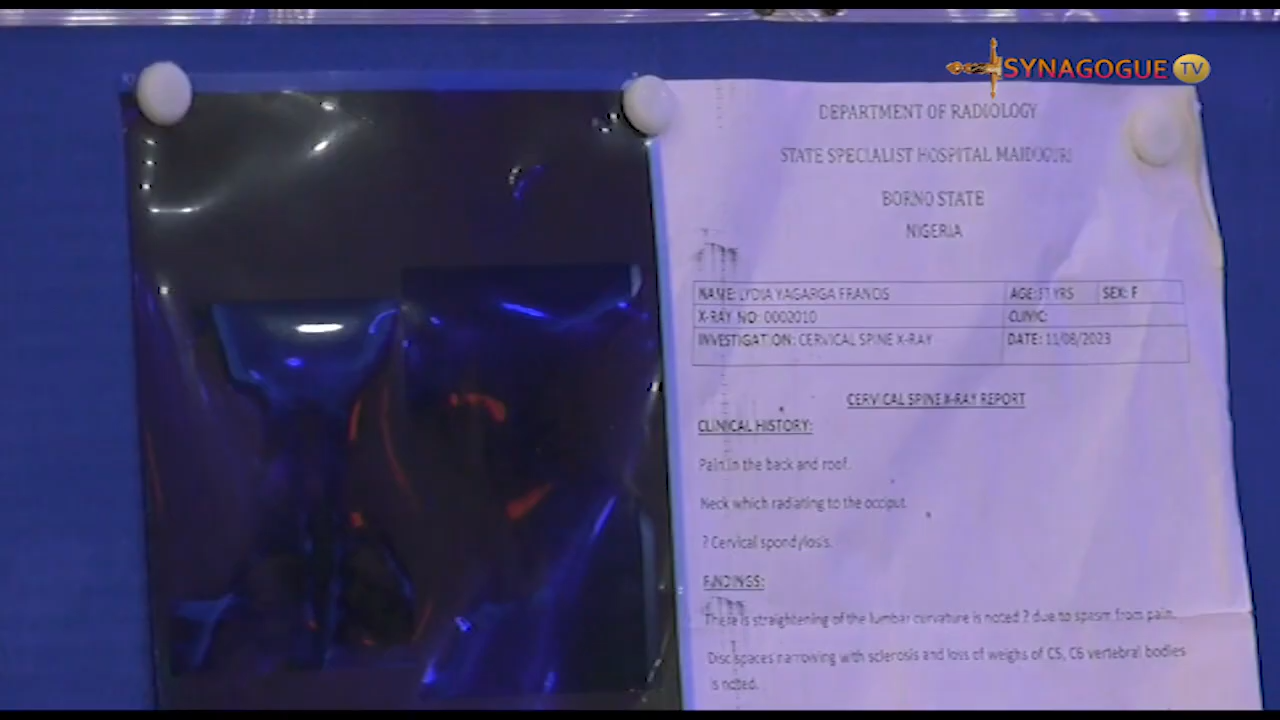 SYNAGOGUE TV
DEPARTMENT OF RADIOLOGY
STATE SPECIALIST HOSPITAL MAIDUGURI
BORNO STATE
NIGERIA
NAME: LYDIA YAGARGA FRANCIS AGE: YRS SEX: F
X-RAY NO: 0002010 CLINIC:
INVESTIGATION: CERVICAL SPINE X-RAY DATE: 11/08/2023
CERVICAL SPINE X-RAY REPORT
CLINICAL HISTORY:
Pain in the back and roof.
Neck which radiating to the occiput.
? Cervical spondylosis.
FINDINGS:
There is straightening of the lumbar curvature is noted ? due to spasm from pain.
Disc spaces narrowing with sclerosis and loss of weighs of C5, C6 vertebral bodies
is noted.